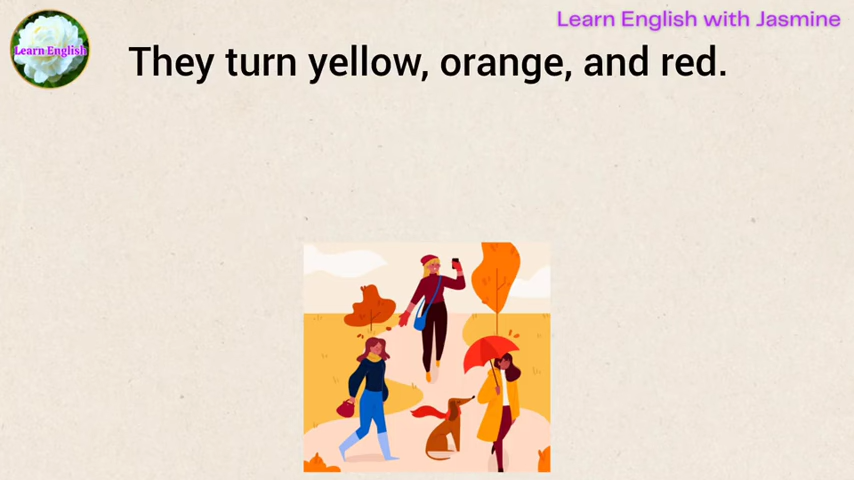 Learn English with Jasmine
Learn English
They turn yellow, orange, and red.